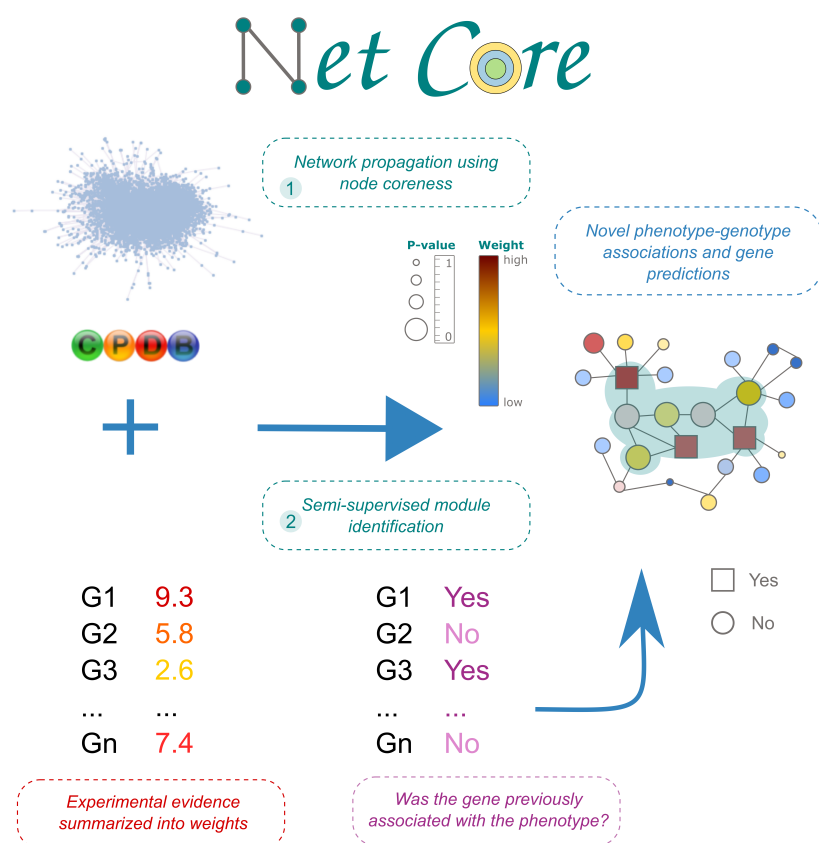 Net Core
Network propagation using
node coreness
1
P-value
1
0
Weight
high
low
Novel phenotype-genotype
associations and gene
predictions
CPDB
Semi-supervised module
identification
2
G1 9.3
G2 5.8
G3 2.6
... ...
Gn 7.4
G1 Yes
G2 No
G3 Yes
... ...
Gn No
Yes
No
Experimental evidence
summarized into weights
Was the gene previously
associated with the phenotype?